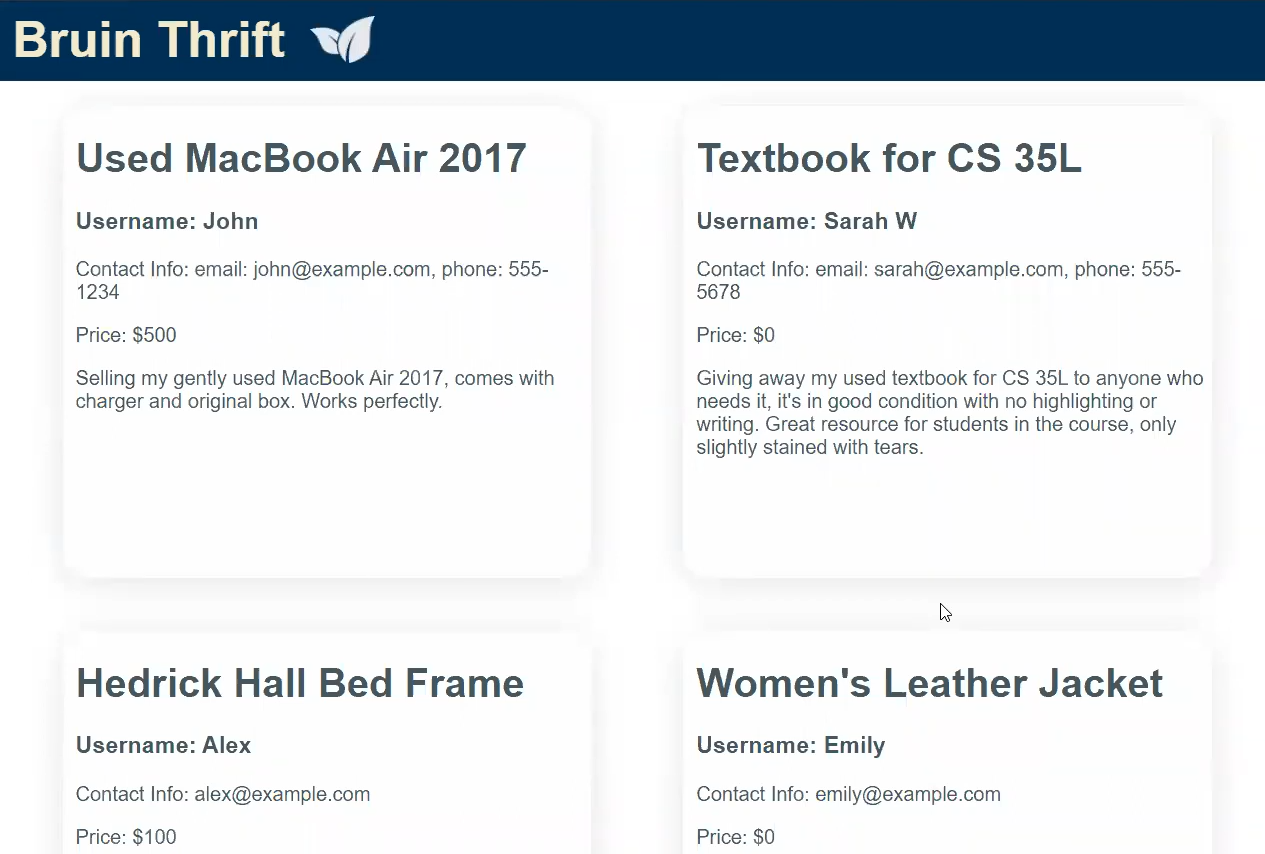 Bruin Thrift
Used MacBook Air 2017
Username: John
Contact Info: email: john@example.com, phone: 555-
1234
Price: $500
Selling my gently used MacBook Air 2017, comes with
charger and original box. Works perfectly.
Textbook for CS 35L
Username: Sarah W
Contact Info: email: sarah@example.com, phone: 555-
5678
Price: $0
Giving away my used textbook for CS 35L to anyone who
needs it, it's in good condition with no highlighting or
writing. Great resource for students in the course, only
slightly stained with tears.
Hedrick Hall Bed Frame
Username: Alex
Contact Info: alex@example.com
Price: $100
Women's Leather Jacket
Username: Emily
Contact Info: emily@example.com
Price: $0